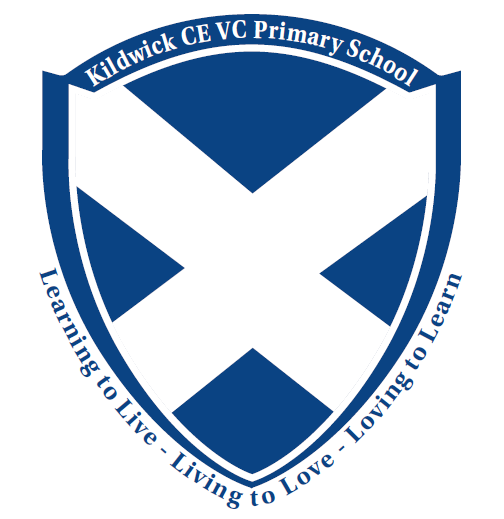 Kildwick CE VC Primary School
Learning to Live - Living to Love - Loving to Learn